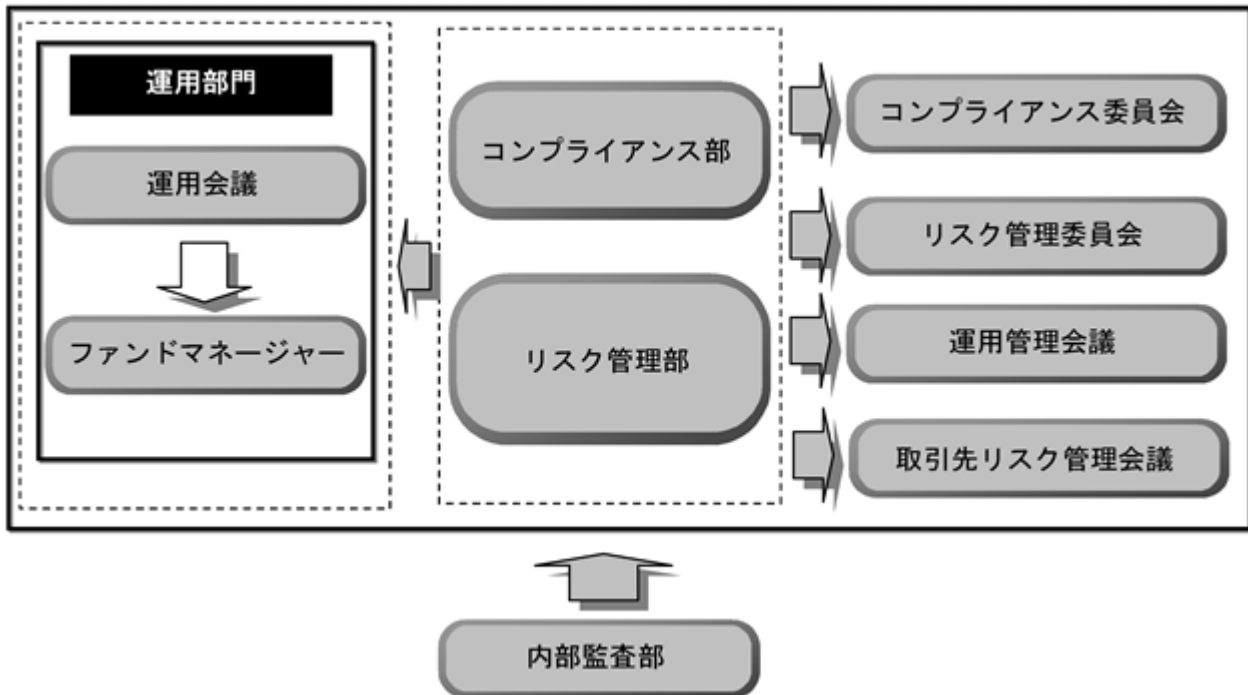 運用部門
運用会議
ファンドマネージャー
コンプライアンス部
リスク管理部
コンプライアンス委員会
リスク管理委員会
運用管理会議
取引先リスク管理会議
内部監査部